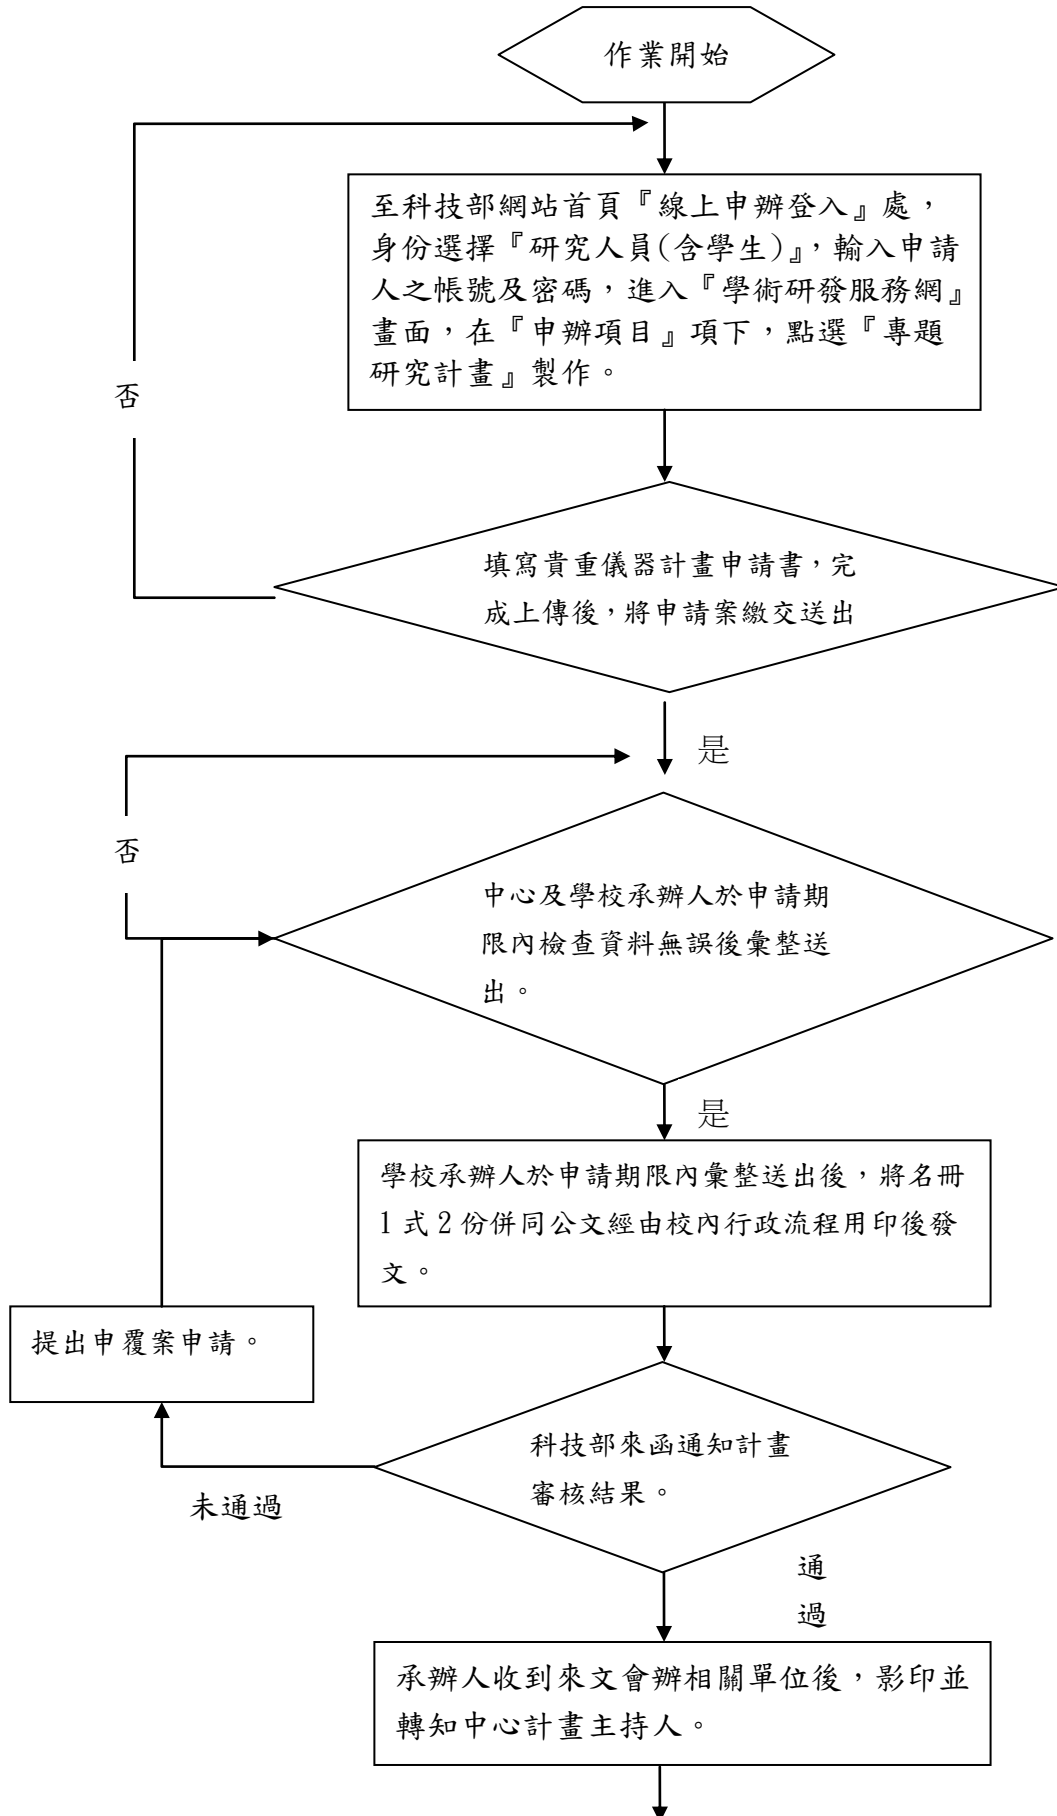 作業開始
至科技部網站首頁『線上申辦登入』處，
身份選擇『研究人員(含學生)』，輸入申請
人之帳號及密碼，進入『學術研發服務網』
畫面，在『申辦項目』項下，點選『專題
研究計畫』製作。
否
填寫貴重儀器計畫申請書，完
成上傳後，將申請案繳交送出
是
否
中心及學校承辦人於申請期
限內檢查資料無誤後彙整送
出。
是
學校承辦人於申請期限內彙整送出後，將名冊
1 式 2 份併同公文經由校內行政流程用印後發
文。
提出申覆案申請。
科技部來函通知計畫
審核結果。
未通過
通
過
承辦人收到來文會辦相關單位後，影印並
轉知中心計畫主持人。